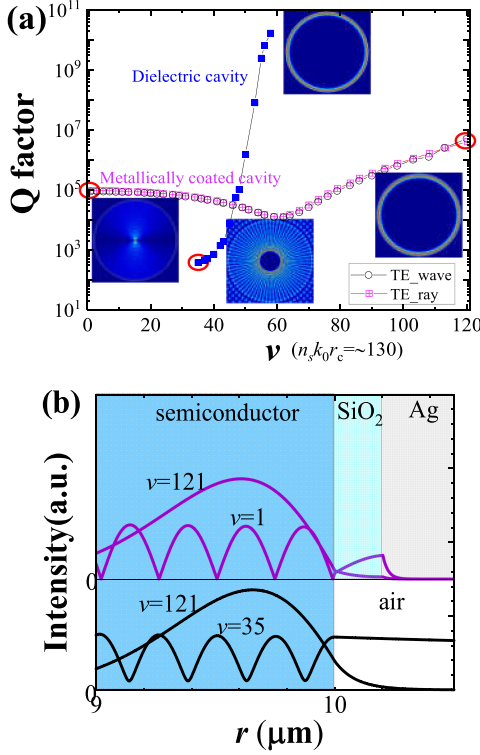 (a)
10^11
10^9
10^7
10^5
10^3
10^1
Q factor
Dielectric cavity
Metallically coated cavity
TE_wave
TE_ray
0 20 40 60 80 100 120
ν (n_s k_0 r_c=~130)
(b)
semiconductor SiO_2 Ag
ν=121
ν=1
0
air
ν=121
ν=35
0
Intensity(a.u.)
9 10
r (μm)